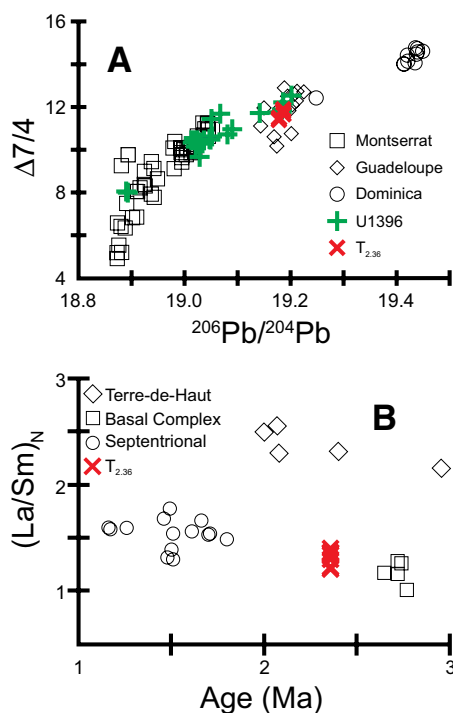 16
12
8
4
Δ7/4
A
Montserrat
Guadeloupe
Dominica
U1396
T2.36
18.8 19.0 19.2 19.4
206Pb/204Pb
3
2
1
(La/Sm)N
B
Terre-de-Haut
Basal Complex
Septentrional
T2.36
1 2 3
Age (Ma)